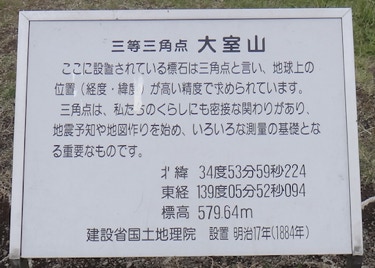 三等三角点 大室山
ここに設置されている標石は三角点と言い、地球上の
位置(経度・緯度)が高い精度で求められています。
三角点は、私たちのくらしにも密接な関わりがあり、
地震予知や地図作りを始め、いろいろな測量の基礎とな
る重要なものです。
北緯 34度53分59秒224
東経 139度05分52秒094
標高 579.64m
建設省国土地理院 設置 明治17年(1884年)